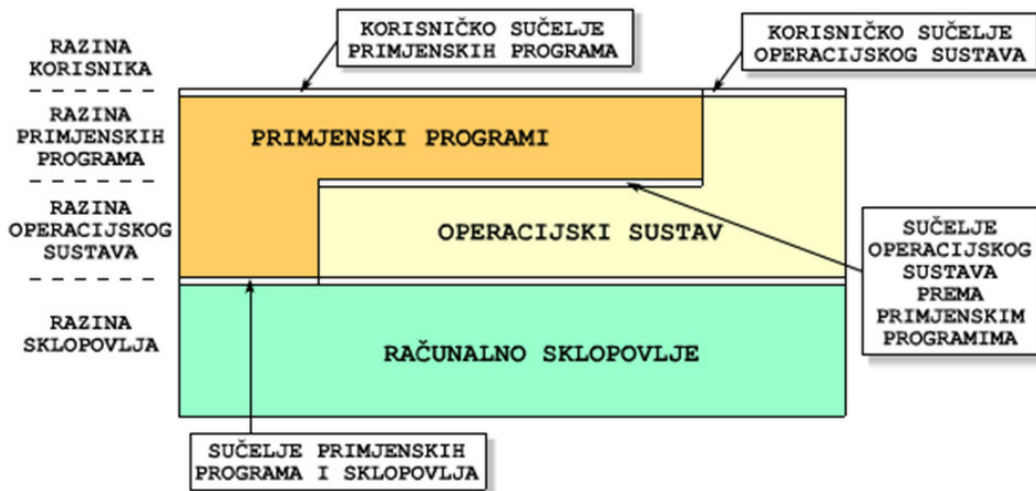 RAZINA
KORISNIKA
RAZINA
PRIMJENSKIH
PROGRAMA
RAZINA
OPERACIJSKOG
SUSTAVA
RAZINA
SKLOPOVLJA
KORISNIČKO SUČELJE
PRIMJENSKIH PROGRAMA
KORISNIČKO SUČELJE
OPERACIJSKOG SUSTAVA
PRIMJENSKI PROGRAMI
OPERACIJSKI SUSTAV
SUČELJE
OPERACIJSKOG
SUSTAVA
PREMA
PRIMJENSKIM
PROGRAMIMA
RAČUNALNO SKLOPOVLJE
SUČELJE PRIMJENSKIH
PROGRAMA I SKLOPOVLJA